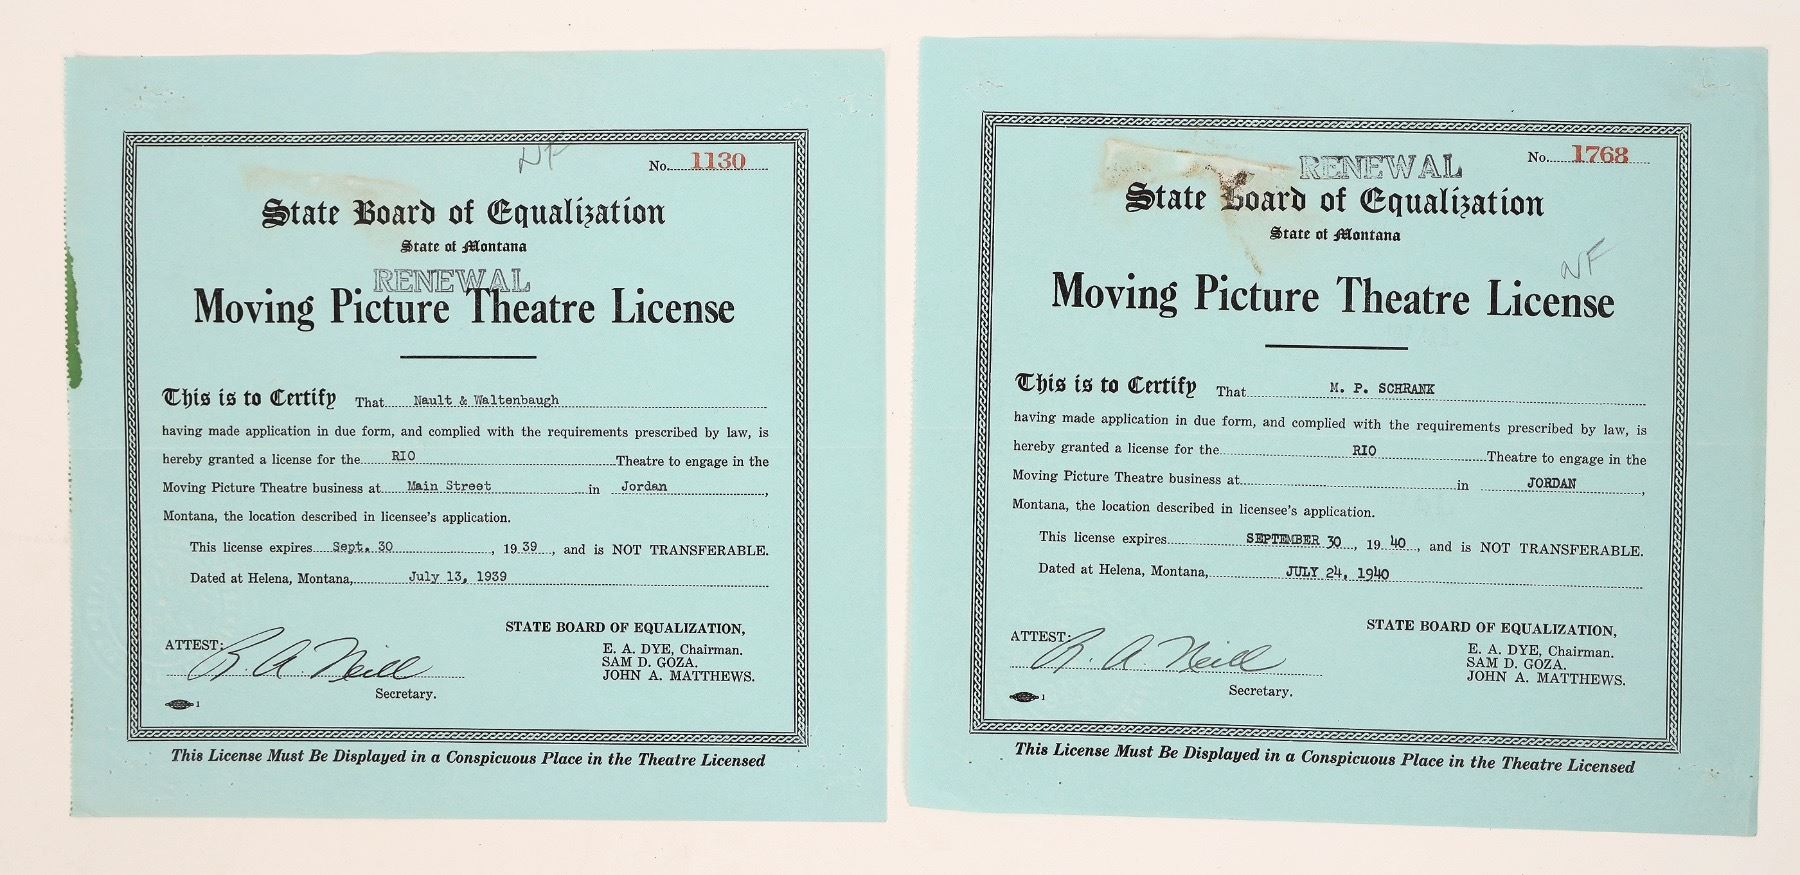 NF
No. 1130
State Board of Equalization
State of Montana
RENEWAL
Moving Picture Theatre License
This is to Certify That Nault & Waltenbaugh
having made application in due form, and complied with the requirements prescribed by law, is
hereby granted a license for the RIO Theatre to engage in the
Moving Picture Theatre business at Main Street in Jordan,
Montana, the location described in licensee's application.
This license expires Sept. 30, 1939, and is NOT TRANSFERABLE.
Dated at Helena, Montana, July 13, 1939
STATE BOARD OF EQUALIZATION,
ATTEST: R. A. Neill
E. A. DYE, Chairman.
SAM D. GOZA.
JOHN A. MATTHEWS.
Secretary.
1
This License Must Be Displayed in a Conspicuous Place in the Theatre Licensed
No. 1768
RENEWAL
State Board of Equalization
State of Montana
NF
Moving Picture Theatre License
This is to Certify That M. P. SCHRANK
having made application in due form, and complied with the requirements prescribed by law, is
hereby granted a license for the RIO Theatre to engage in the
Moving Picture Theatre business at in JORDAN,
Montana, the location described in licensee's application.
This license expires SEPTEMBER 30, 1940, and is NOT TRANSFERABLE.
Dated at Helena, Montana, JULY 24, 1940
STATE BOARD OF EQUALIZATION,
ATTEST: R. A. Neill
E. A. DYE, Chairman.
SAM D. GOZA.
JOHN A. MATTHEWS.
Secretary.
1
This License Must Be Displayed in a Conspicuous Place in the Theatre Licensed